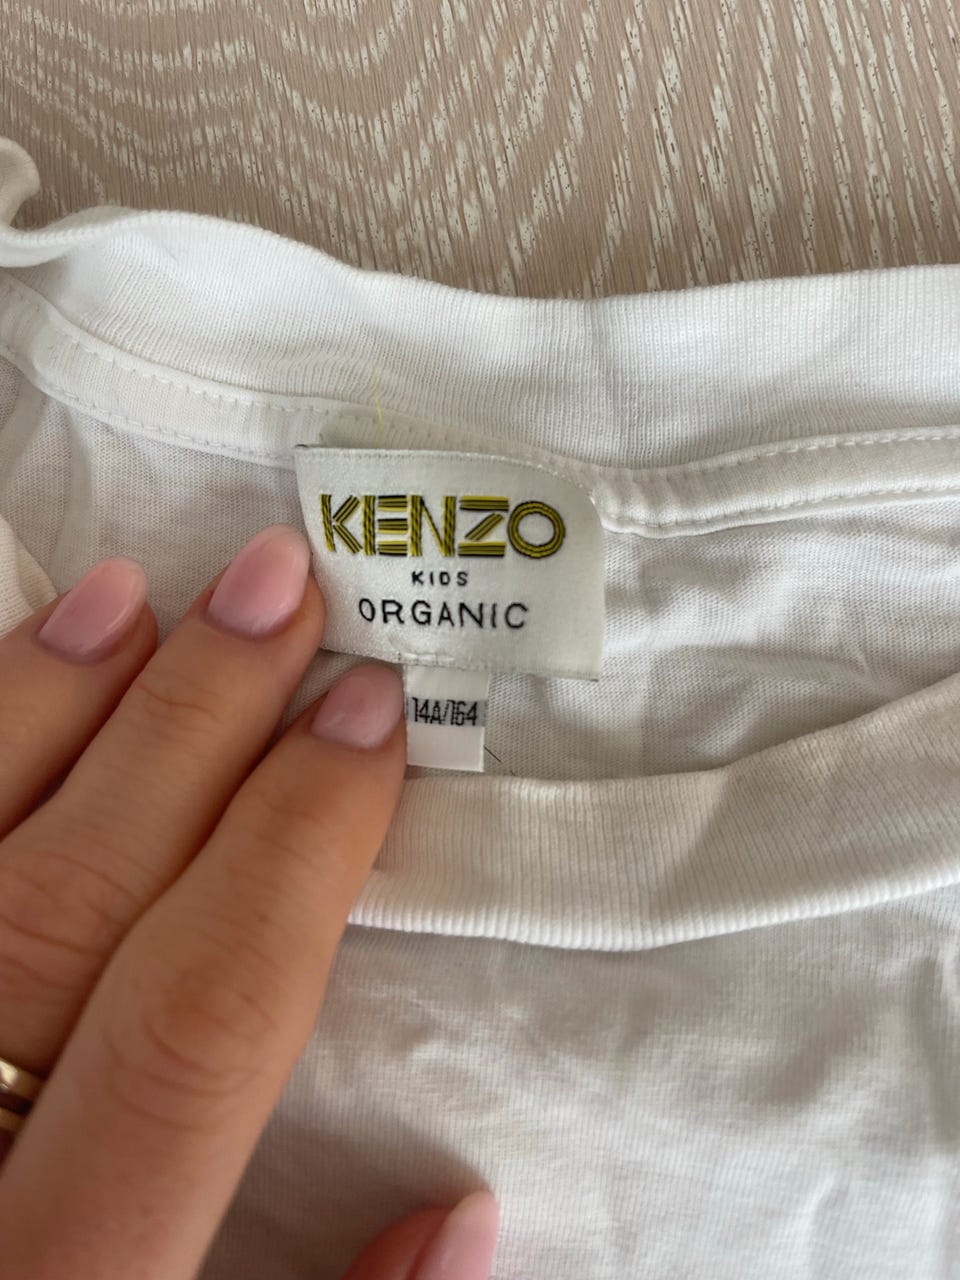 KENZO
KIDS
ORGANIC
14A/164